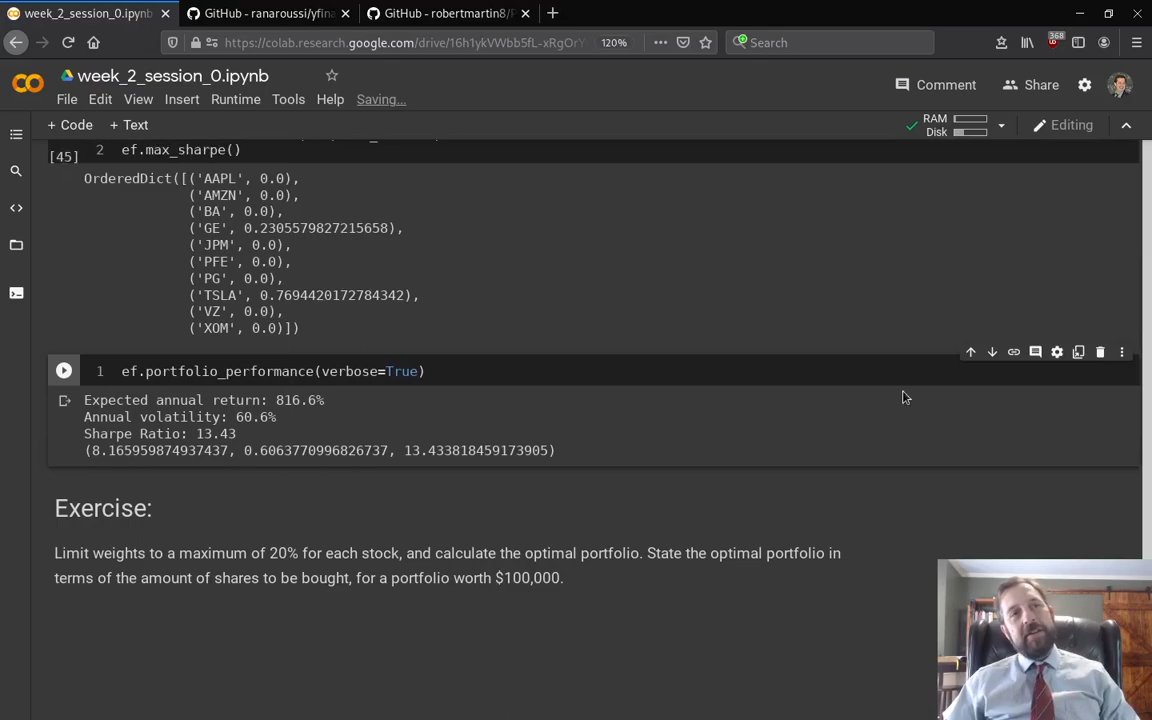 week_2_session_0.ipynb
GitHub - ranaroussi/yfina
GitHub - robertmartin8/P
https://colab.research.google.com/drive/16h1ykVWbb5fL-xRgOrY
120%
Search
368
week_2_session_0.ipynb
File Edit View Insert Runtime Tools Help Saving...
Comment Share
+ Code + Text
RAM
Disk
Editing
[45]
2 ef.max_sharpe()
OrderedDict([('AAPL', 0.0),
('AMZN', 0.0),
('BA', 0.0),
('GE', 0.2305579827215658),
('JPM', 0.0),
('PFE', 0.0),
('PG', 0.0),
('TSLA', 0.7694420172784342),
('VZ', 0.0),
('XOM', 0.0)])
1 ef.portfolio_performance(verbose=True)
Expected annual return: 816.6%
Annual volatility: 60.6%
Sharpe Ratio: 13.43
(8.165959874937437, 0.6063770996826737, 13.433818459173905)
Exercise:
Limit weights to a maximum of 20% for each stock, and calculate the optimal portfolio. State the optimal portfolio in
terms of the amount of shares to be bought, for a portfolio worth $100,000.